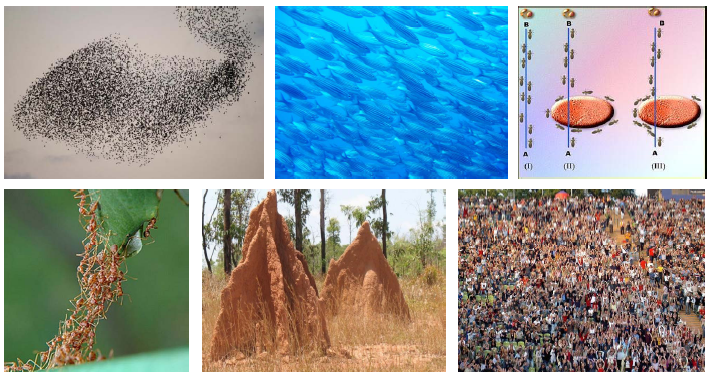 B B B
A A A
(I) (II) (III)